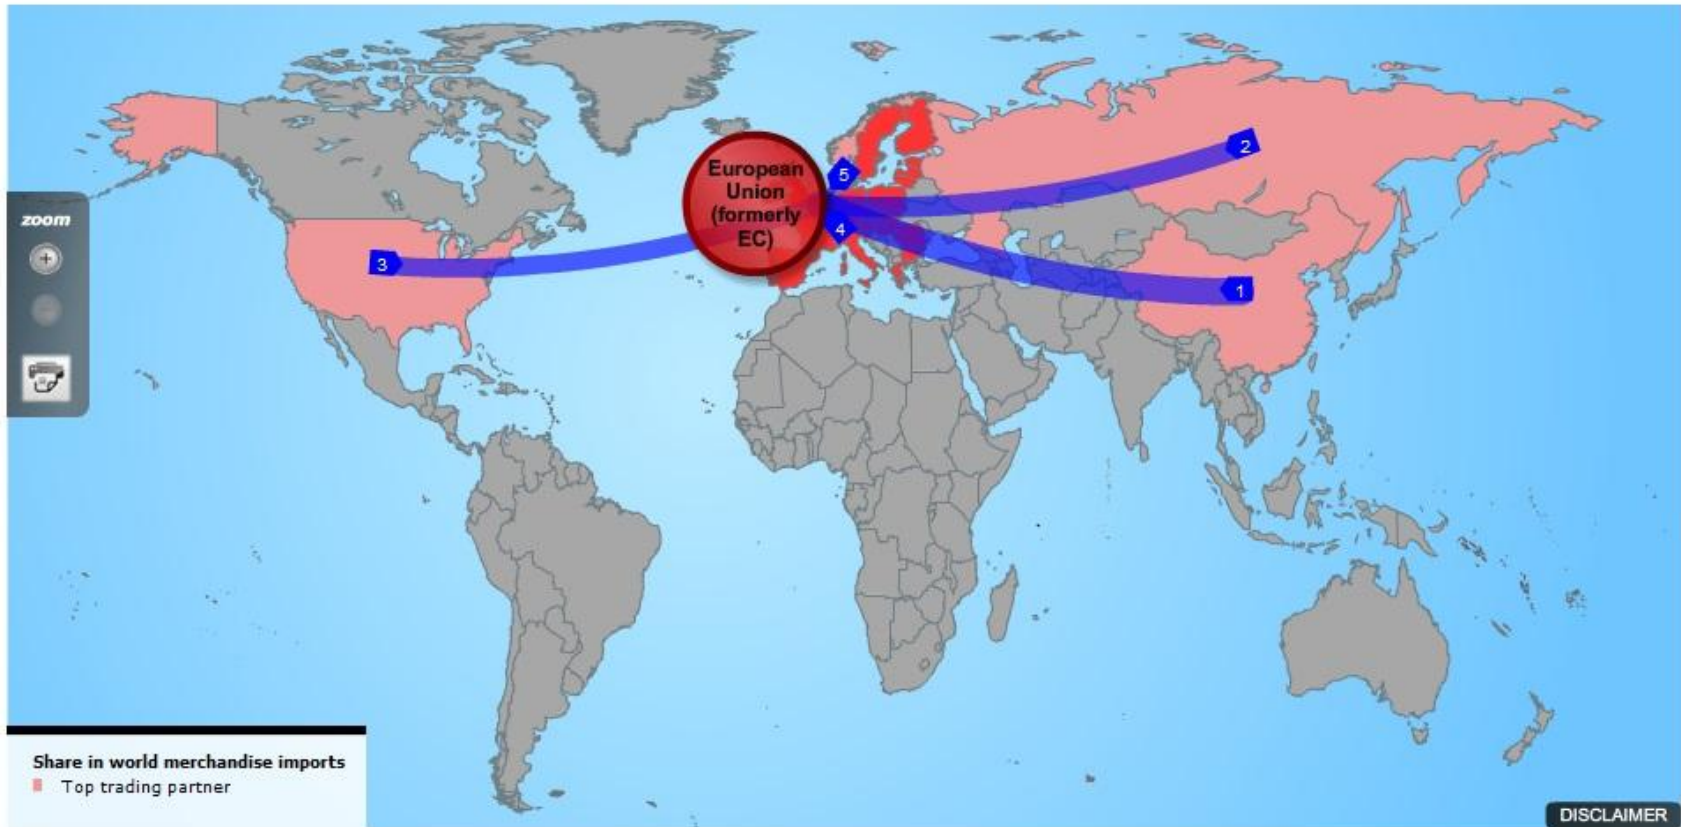 European
Union
(formerly
EC)
5
2
4
3
1
zoom
Share in world merchandise imports
Top trading partner
DISCLAIMER